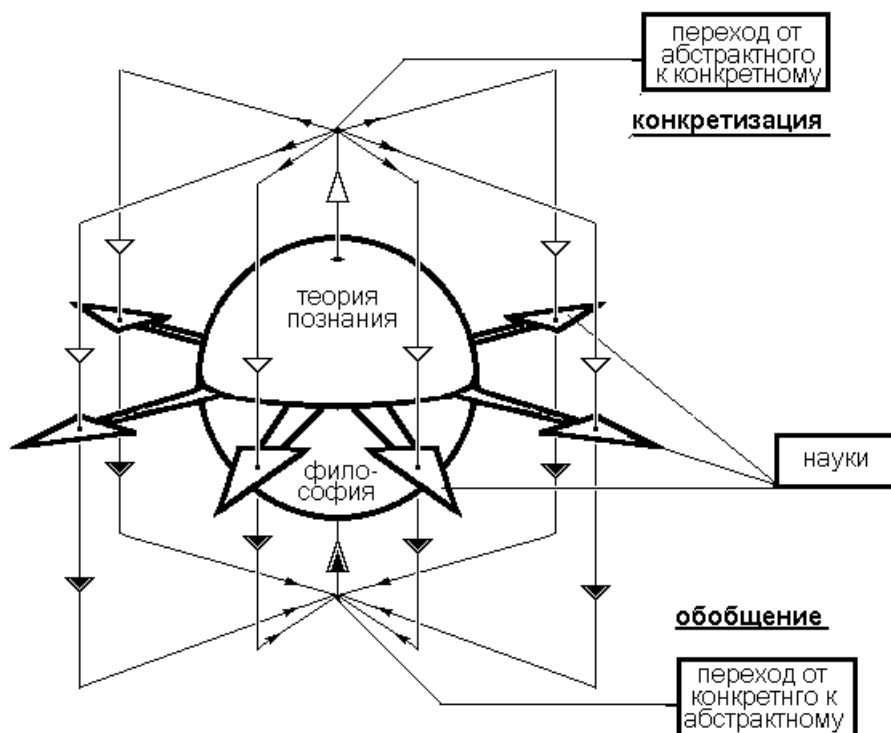 переход от
абстрактного
к конкретному
конкретизация
теория
познания
науки
фило-
софия
обобщение
переход от
конкретнго к
абстрактному